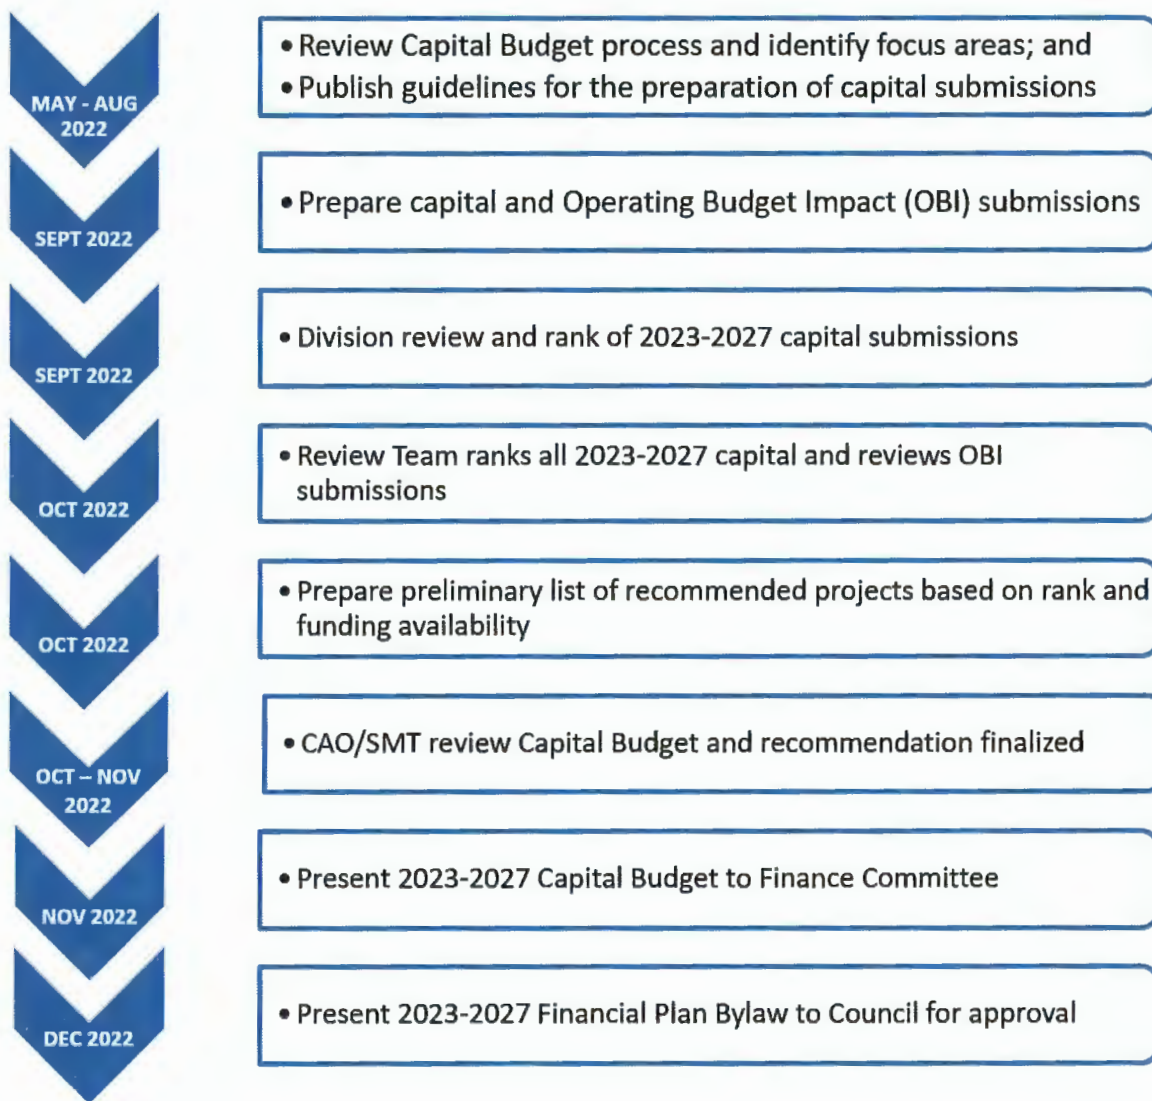 MAY - AUG
2022
• Review Capital Budget process and identify focus areas; and
• Publish guidelines for the preparation of capital submissions
SEPT 2022
• Prepare capital and Operating Budget Impact (OBI) submissions
SEPT 2022
• Division review and rank of 2023-2027 capital submissions
OCT 2022
• Review Team ranks all 2023-2027 capital and reviews OBI
submissions
OCT 2022
• Prepare preliminary list of recommended projects based on rank and
funding availability
OCT – NOV
2022
• CAO/SMT review Capital Budget and recommendation finalized
NOV 2022
• Present 2023-2027 Capital Budget to Finance Committee
DEC 2022
• Present 2023-2027 Financial Plan Bylaw to Council for approval